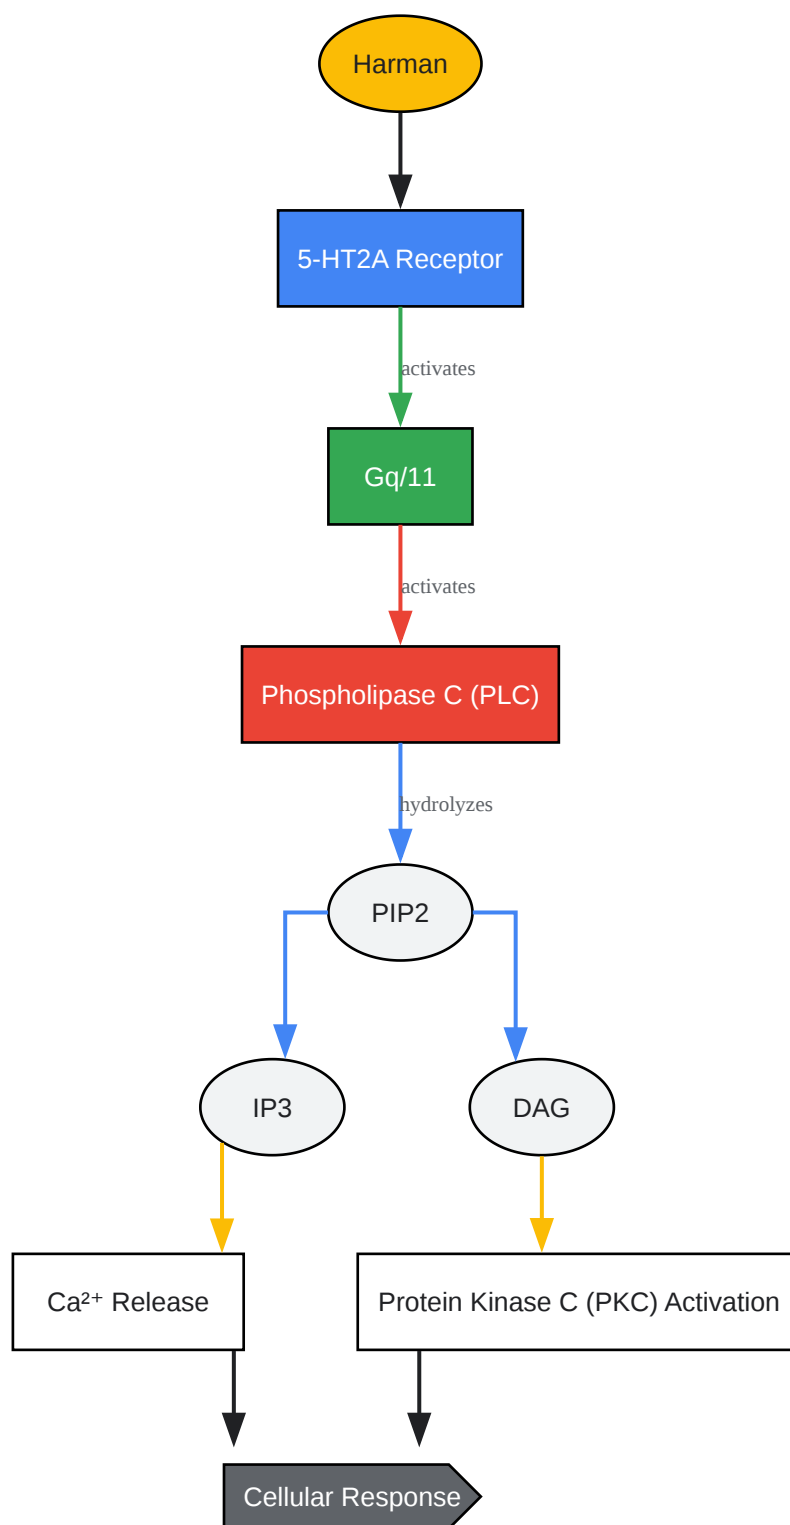 Harman
5-HT2A Receptor
activates
Gq/11
activates
Phospholipase C (PLC)
hydrolyzes
PIP2
IP3
DAG
Ca²⁺ Release
Protein Kinase C (PKC) Activation
Cellular Response